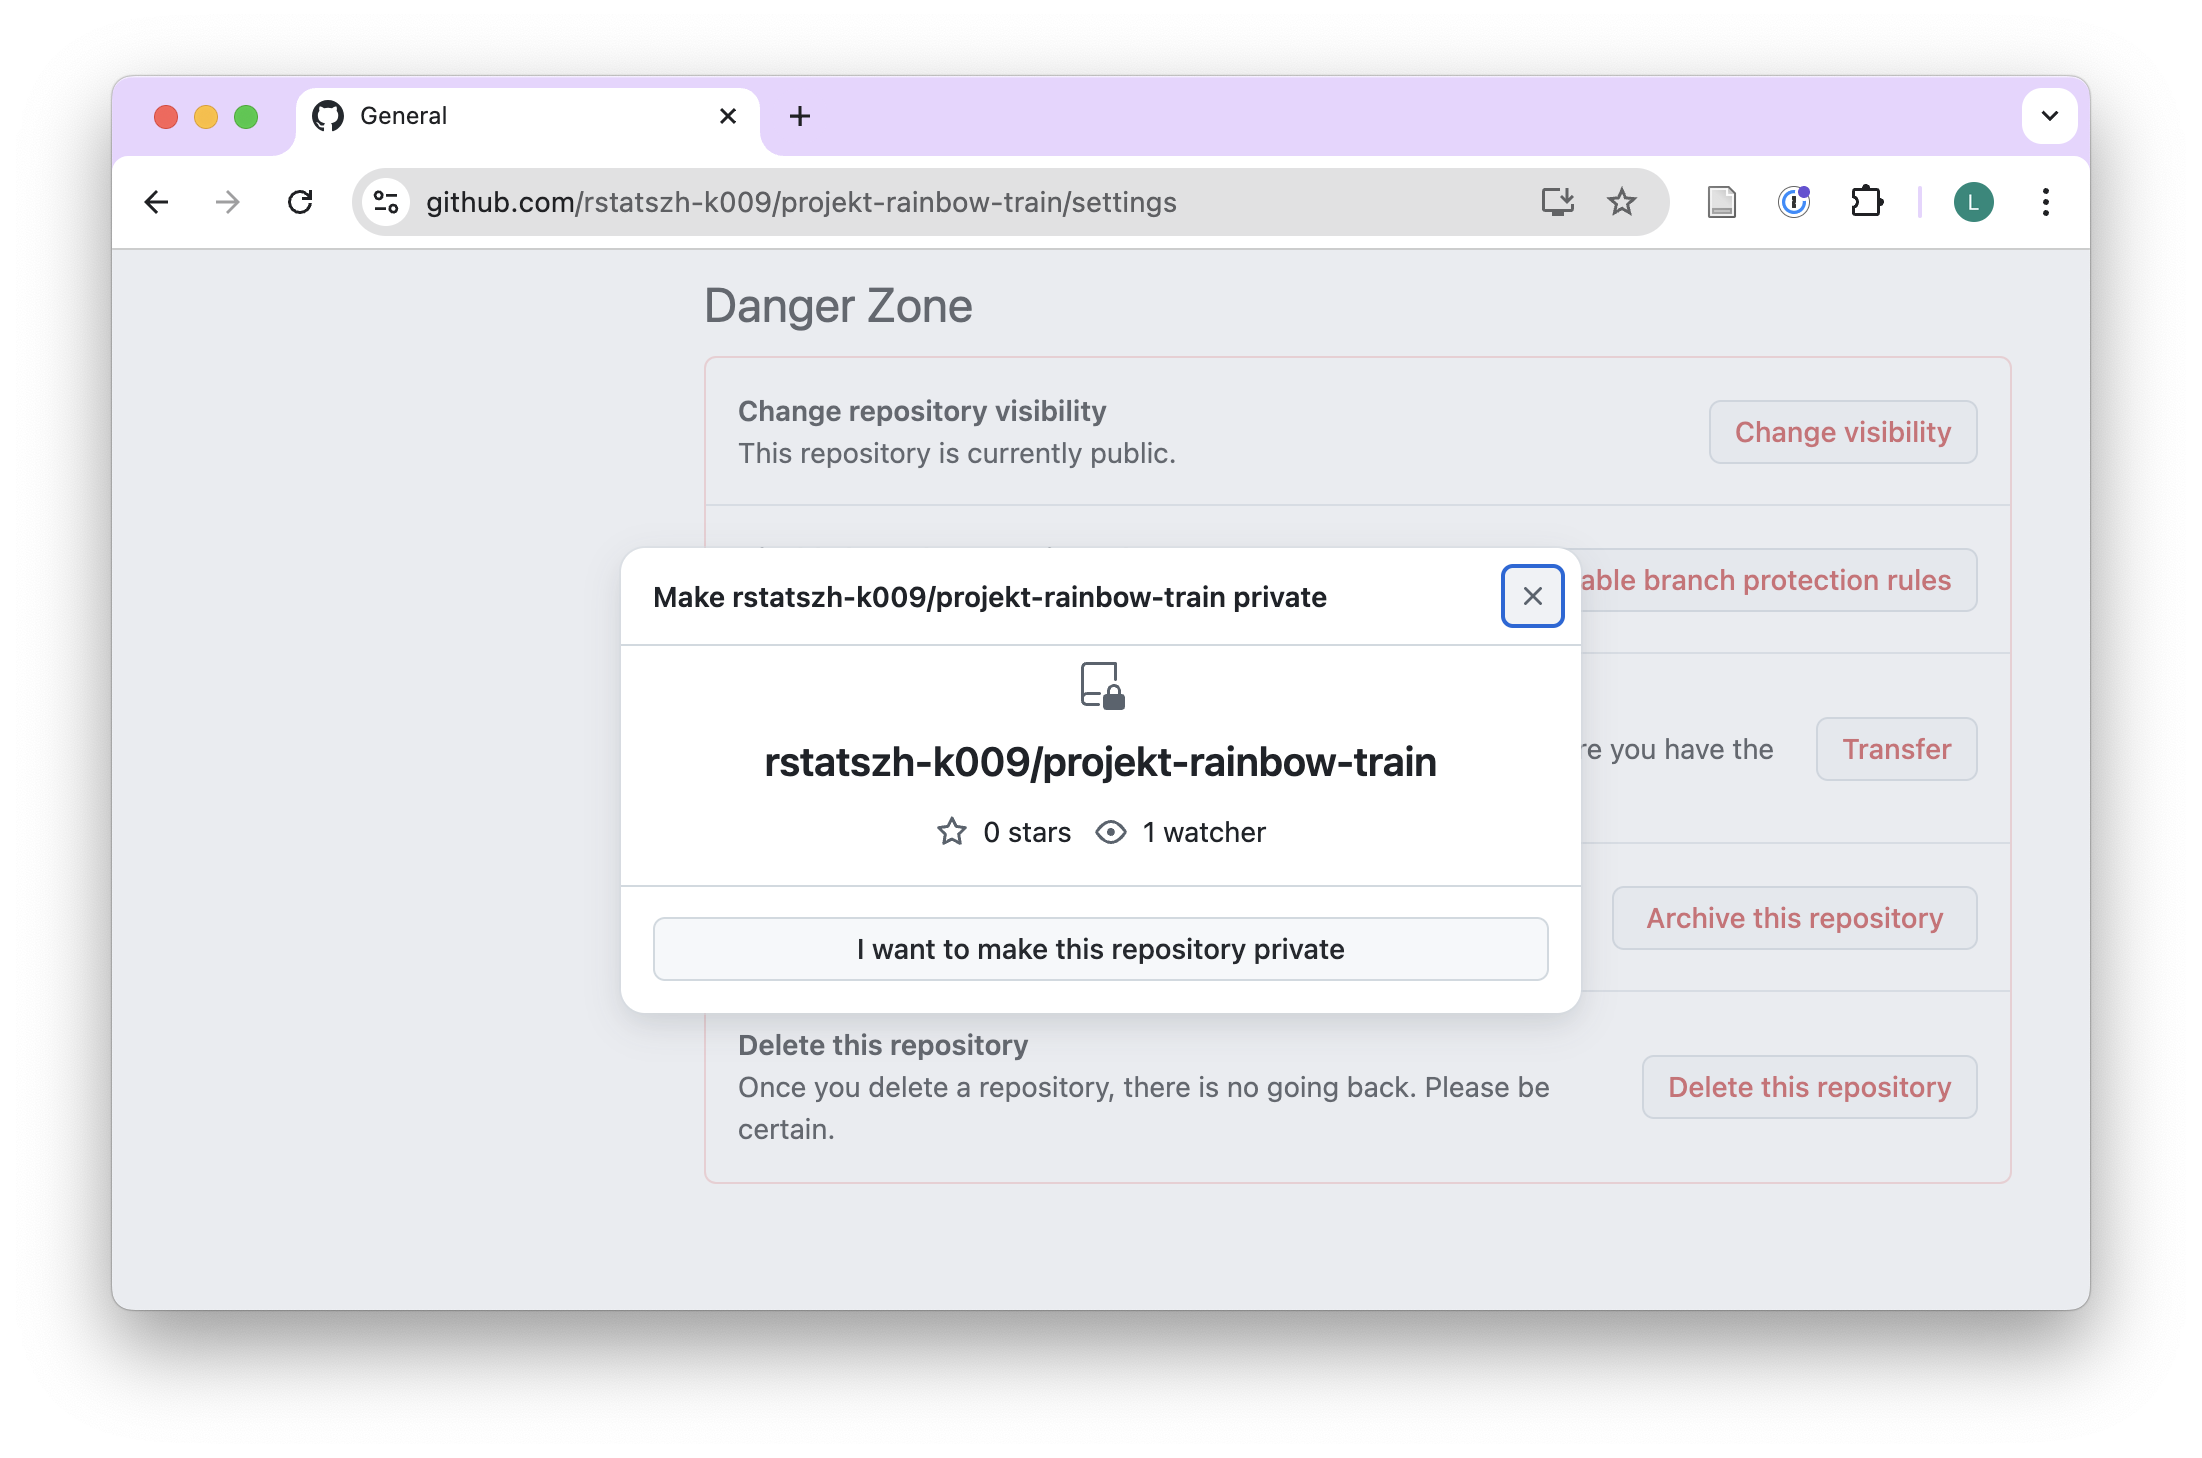 General
github.com/rstatszh-k009/projekt-rainbow-train/settings
L
Danger Zone
Change repository visibility
This repository is currently public.
Change visibility
branch protection rules
Make rstatszh-k009/projekt-rainbow-train private
rstatszh-k009/projekt-rainbow-train
0 stars 1 watcher
you have the
Transfer
Archive this repository
I want to make this repository private
Delete this repository
Once you delete a repository, there is no going back. Please be
certain.
Delete this repository